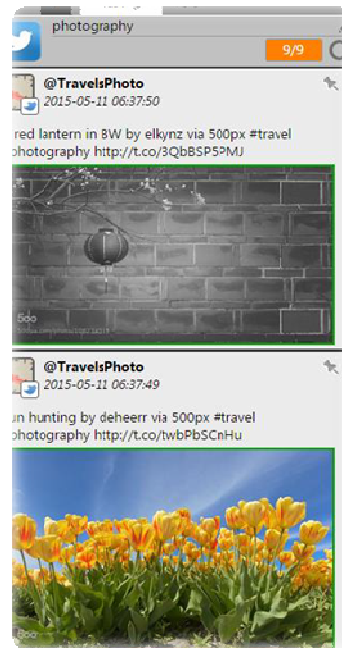 photography
9/9
@TravelsPhoto
2015-05-11 06:37:50
red lantern in BW by elkynz via 500px #travel
photography http://t.co/3QbBSP5PMJ
500
@TravelsPhoto
2015-05-11 06:37:49
un hunting by deheerr via 500px #travel
photography http://t.co/twbPbSCnHu
500